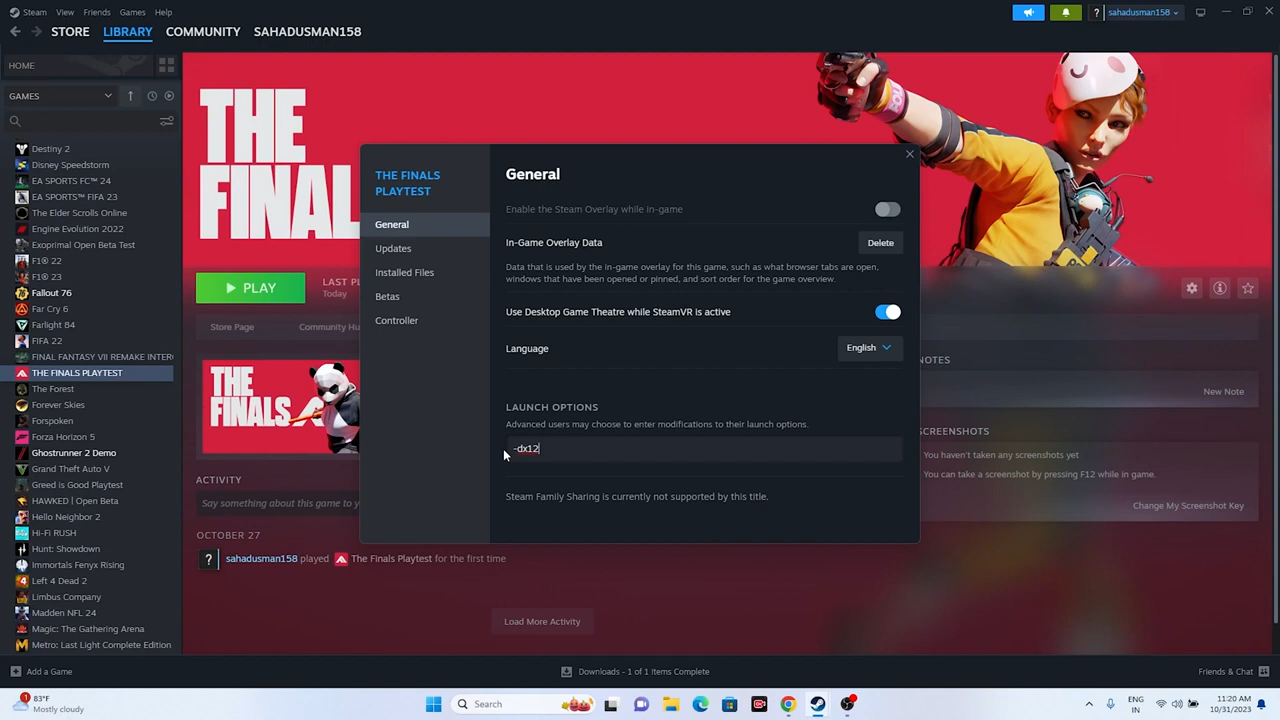 Steam View Friends Games Help
? sahadusman158
STORE LIBRARY COMMUNITY SAHADUSMAN158
HOME
GAMES
Destiny 2
Disney Speedstorm
EA SPORTS FC™ 24
EA SPORTS™ FIFA 23
The Elder Scrolls Online
Engine Evolution 2022
Exoprimal Open Beta Test
F1® 22
F1® 23
Fallout 76
Far Cry 6
Farlight 84
FIFA 22
FINAL FANTASY VII REMAKE INTER
THE FINALS PLAYTEST
The Forest
Forever Skies
Forspoken
Forza Horizon 5
Ghostrunner 2 Demo
Grand Theft Auto V
Greed is Good Playtest
HAWKED | Open Beta
Hello Neighbor 2
Hi-Fi RUSH
Hunt: Showdown
Immortals Fenyx Rising
Left 4 Dead 2
Limbus Company
Madden NFL 24
Magic: The Gathering Arena
Metro: Last Light Complete Edition
THE
FINAL
PLAY
LAST PL
Today
Store Page Community Hu
THE
FINALS
ACTIVITY
Say something about this game to y
OCTOBER 27
? sahadusman158 played The Finals Playtest for the first time
Load More Activity
THE FINALS
PLAYTEST
General
Updates
Installed Files
Betas
Controller
General
Enable the Steam Overlay while in-game
In-Game Overlay Data
Delete
Data that is used by the in-game overlay for this game, such as what browser tabs are open,
windows that have been opened or pinned, and sort order for the game overview.
Use Desktop Game Theatre while SteamVR is active
Language
English
LAUNCH OPTIONS
Advanced users may choose to enter modifications to their launch options.
-dx12
Steam Family Sharing is currently not supported by this title.
NOTES
New Note
SCREENSHOTS
You haven't taken any screenshots yet
You can take a screenshot by pressing F12 while in game.
Change My Screenshot Key
Add a Game
Downloads - 1 of 1 Items Complete
Friends & Chat
1
83°F
Mostly cloudy
Search
ENG
IN
11:20 AM
10/31/2023